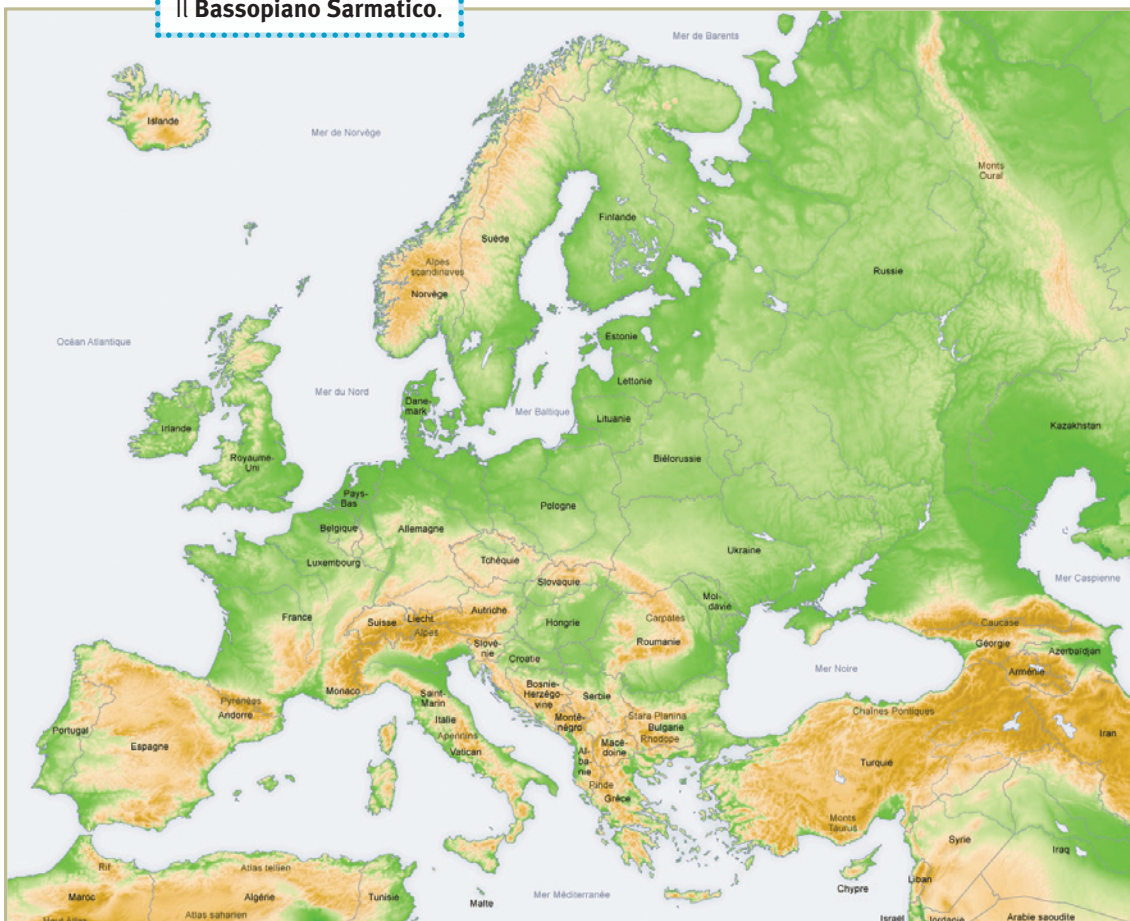 Il Bassopiano Sarmatico.
Mer de Barents
Islande
Mer de Norvège
Monts
Oural
Finlande
Suède
Alpes
scandinaves
Norvège
Russie
Océan Atlantique
Estonie
Mer du Nord
Lettonie
Dane-
mark
Mer Baltique
Lituanie
Irlande
Kazakhstan
Royaume-
Uni
Biélorussie
Pays-
Bas
Pologne
Belgique
Allemagne
Ukraine
Luxembourg
Tchéquie
Slovaquie
Mer Caspienne
Mol-
davie
France
Suisse
Liecht
Autriche
Hongrie
Carpates
Alpes
Roumanie
Caucase
Géorgie
Slové-
nie
Azerbaïdjan
Croatie
Mer Noire
Arménie
Monaco
Saint-
Marin
Bosnie-
Herzégo-
vine
Serbie
Pyrénées
Andorre
Italie
Monté-
négro
Stara Planina
Bulgarie
Chaînes Pontiques
Portugal
Espagne
Apennins
Vatican
Rhodope
Iran
Macé-
doine
Al-
ba-
nie
Turquie
Pinde
Grèce
Monts
Taurus
Syrie
Iraq
Rif
Atlas tellien
Maroc
Algérie
Tunisie
Malte
Mer Méditerranée
Chypre
Liban
Haut Atlas
Atlas saharien
Israël
Jordanie
Arabie saoudite